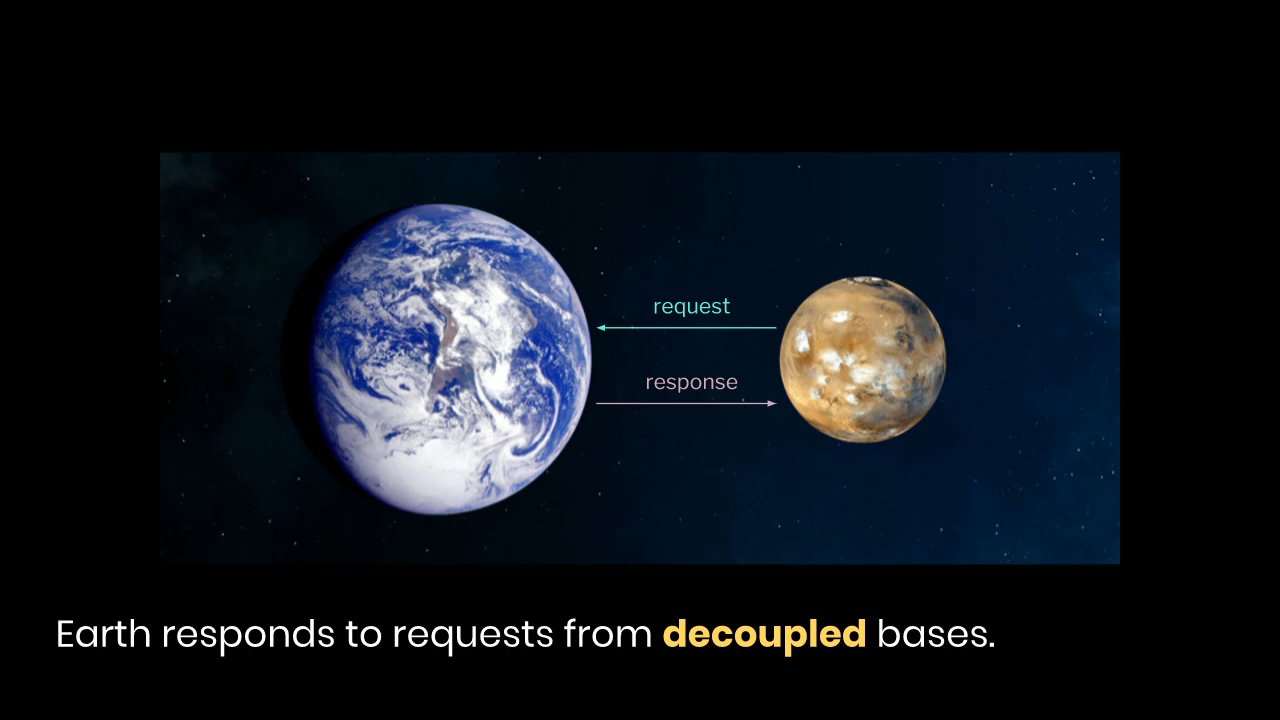 request
response
Earth responds to requests from decoupled bases.